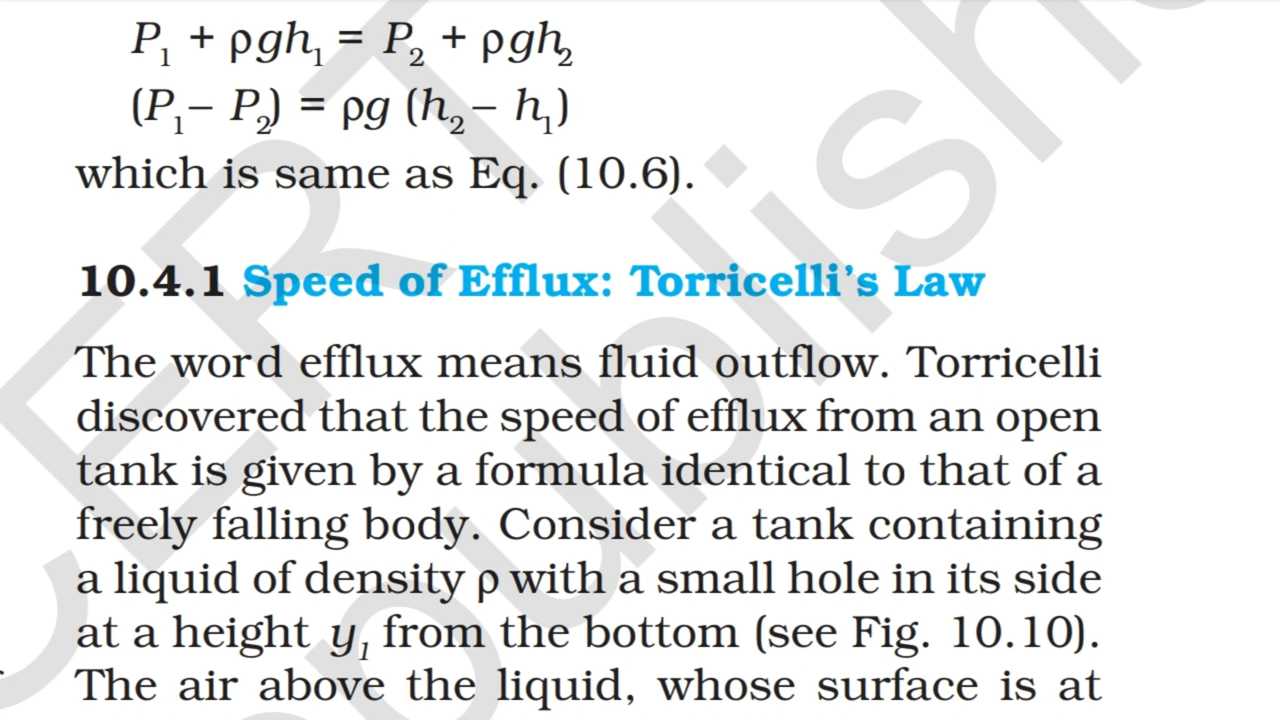 P₁ + ρgh₁ = P₂ + ρgh₂
(P₁ – P₂) = ρg (h₂ – h₁)
which is same as Eq. (10.6).
10.4.1 Speed of Efflux: Torricelli’s Law
The word efflux means fluid outflow. Torricelli
discovered that the speed of efflux from an open
tank is given by a formula identical to that of a
freely falling body. Consider a tank containing
a liquid of density ρ with a small hole in its side
at a height y₁ from the bottom (see Fig. 10.10).
The air above the liquid, whose surface is at